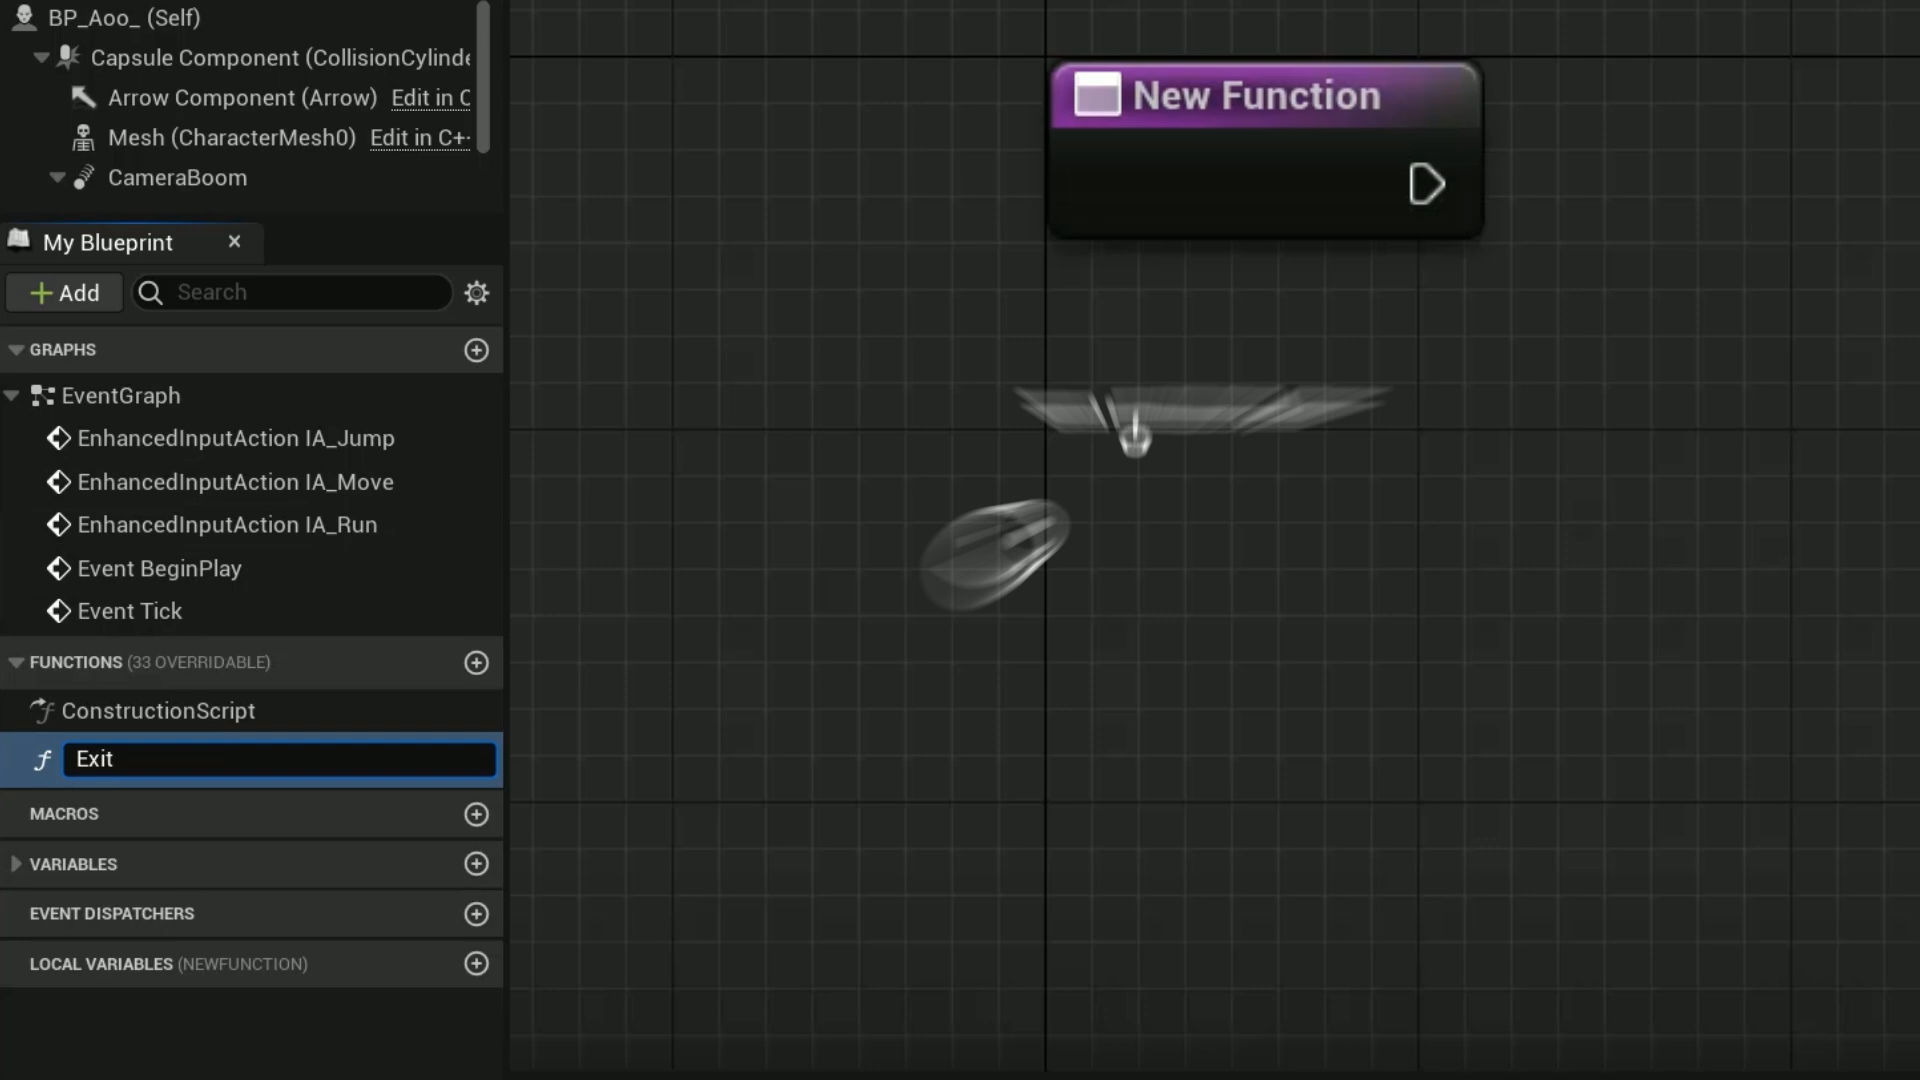 BP_Aoo_ (Self)
Capsule Component (CollisionCylinde
Arrow Component (Arrow) Edit in C
Mesh (CharacterMesh0) Edit in C++
CameraBoom
My Blueprint
Add
Search
GRAPHS
EventGraph
EnhancedInputAction IA_Jump
EnhancedInputAction IA_Move
EnhancedInputAction IA_Run
Event BeginPlay
Event Tick
FUNCTIONS (33 OVERRIDABLE)
ConstructionScript
Exit
MACROS
VARIABLES
EVENT DISPATCHERS
LOCAL VARIABLES (NEWFUNCTION)
New Function